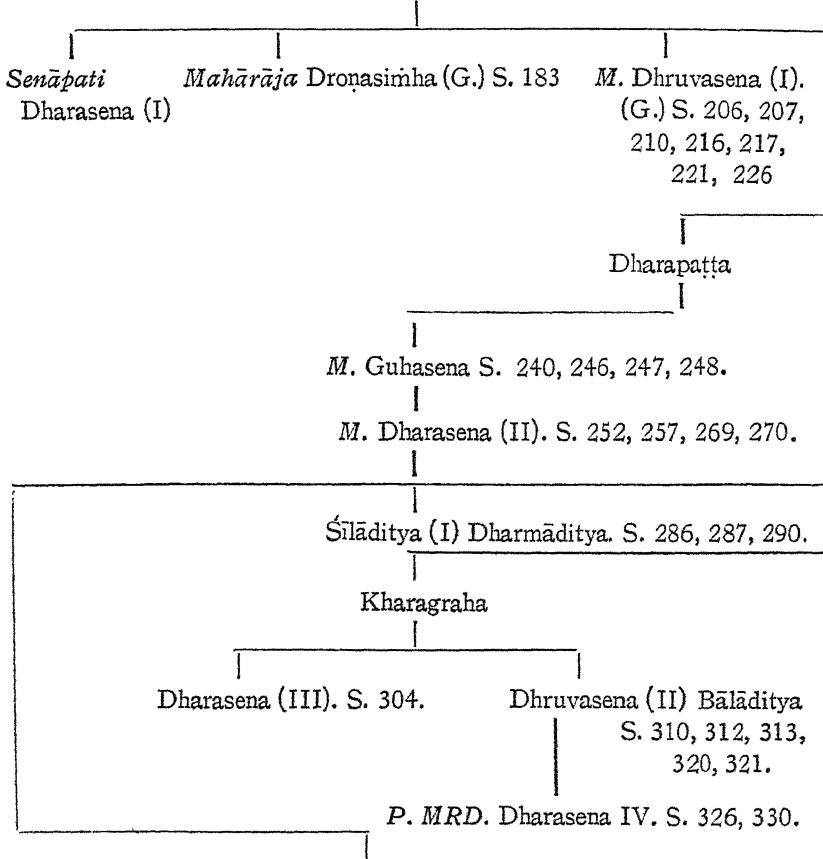 Senāpati Mahārāja Droṇasiṁha (G.) S. 183 M. Dhruvasena (I).
Dharasena (I) (G.) S. 206, 207,
210, 216, 217,
221, 226
Dharapaṭṭa
M. Guhasena S. 240, 246, 247, 248.
M. Dharasena (II). S. 252, 257, 269, 270.
Śīlāditya (I) Dharmāditya. S. 286, 287, 290.
Kharagraha
Dharasena (III). S. 304. Dhruvasena (II) Bālāditya
S. 310, 312, 313,
320, 321.
P. MRD. Dharasena IV. S. 326, 330.